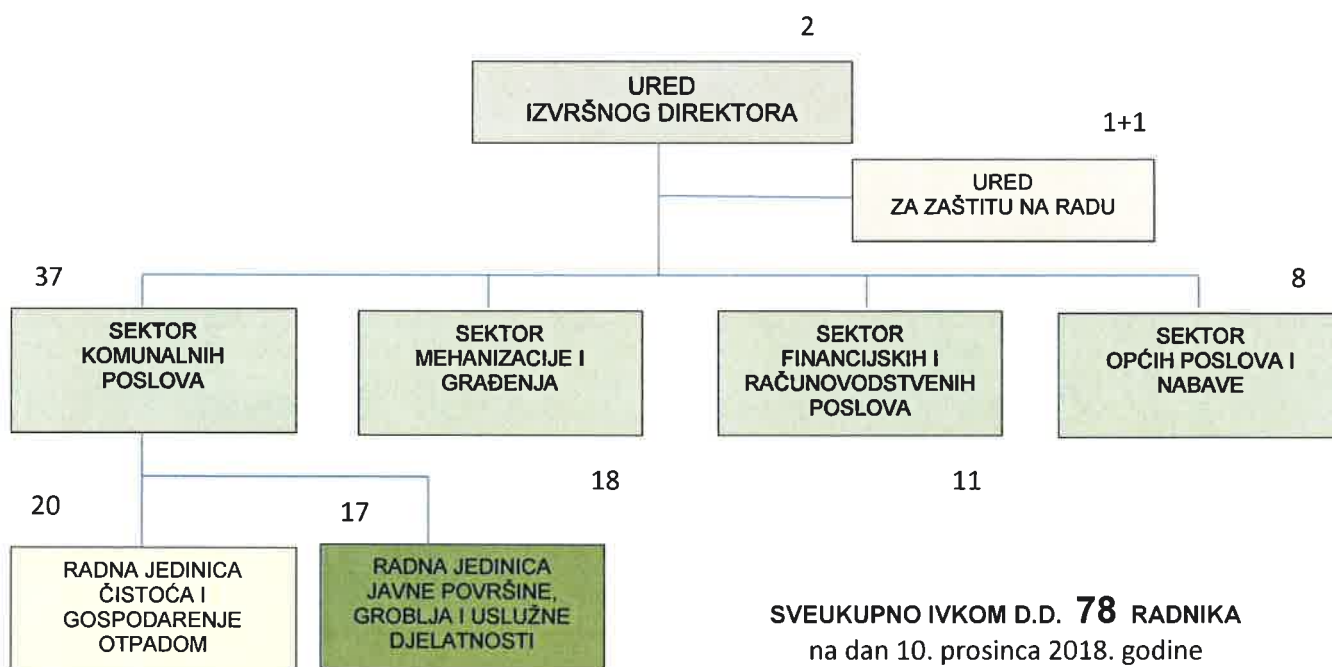 2
URED
IZVRŠNOG DIREKTORA
1+1
URED
ZA ZAŠTITU NA RADU
37
8
SEKTOR
KOMUNALNIH
POSLOVA
SEKTOR
MEHANIZACIJE I
GRAĐENJA
SEKTOR
FINANCIJSKIH I
RAČUNOVODSTVENIH
POSLOVA
SEKTOR
OPĆIH POSLOVA I
NABAVE
18
11
20
17
RADNA JEDINICA
ČISTOĆA I
GOSPODARENJE
OTPADOM
RADNA JEDINICA
JAVNE POVRŠINE,
GROBLJA I USLUŽNE
DJELATNOSTI
SVEUKUPNO IVKOM D.D. 78 RADNIKA
na dan 10. prosinca 2018. godine